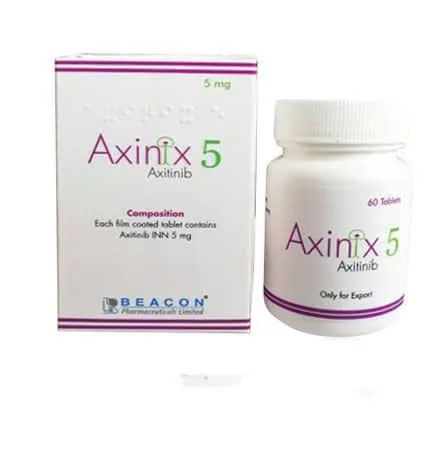 5 mg
Axinix 5
Axitinib
Composition
Each film coated tablet contains
Axitinib INN 5 mg
BEACON®
Pharmaceuticals Limited
60 Tablets
Axinix 5
Axitinib
Only for Export